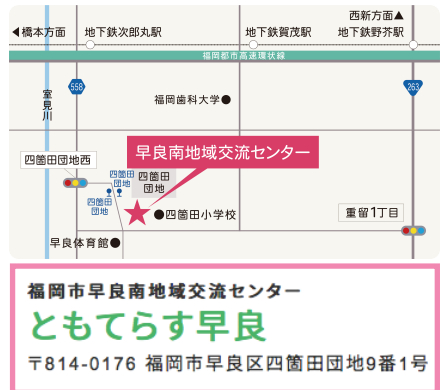 西新方面▲
◀橋本方面
地下鉄次郎丸駅
地下鉄賀茂駅
地下鉄野芥駅
福岡都市高速環状線
558
263
室見川
福岡歯科大学●
早良南地域交流センター
四箇田団地西
四箇田
団地
四箇田
団地
四箇田
団地
●四箇田小学校
重留1丁目
早良体育館●
福岡市早良南地域交流センター
ともてらす早良
〒814-0176 福岡市早良区四箇田団地9番1号